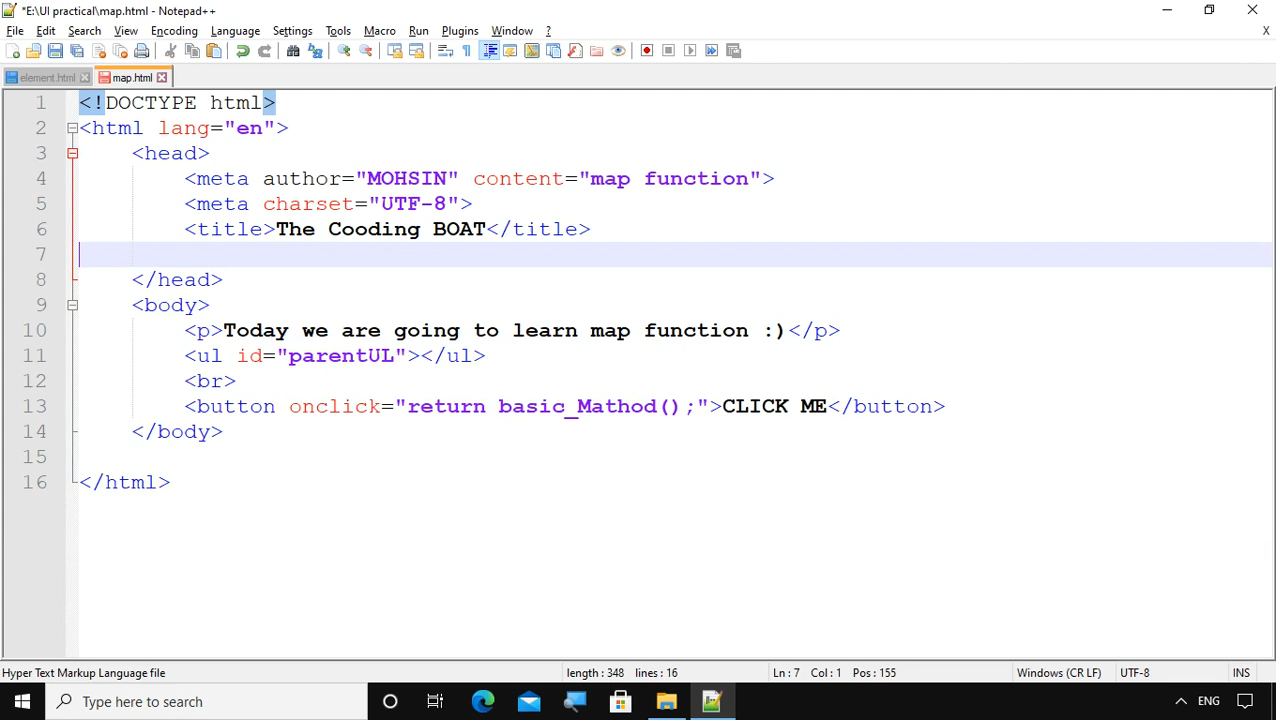 *E:\UI practical\map.html - Notepad++
File Edit Search View Encoding Language Settings Tools Macro Run Plugins Window ? X
element.html map.html
1 <!DOCTYPE html>
2 <html lang="en">
3 <head>
4 <meta author="MOHSIN" content="map function">
5 <meta charset="UTF-8">
6 <title>The Cooding BOAT</title>
7
8 </head>
9 <body>
10 <p>Today we are going to learn map function :)</p>
11 <ul id="parentUL"></ul>
12 <br>
13 <button onclick="return basic_Mathod();">CLICK ME</button>
14 </body>
15
16 </html>
Hyper Text Markup Language file length : 348 lines : 16 Ln : 7 Col : 1 Pos : 155 Windows (CR LF) UTF-8 INS
Type here to search ENG